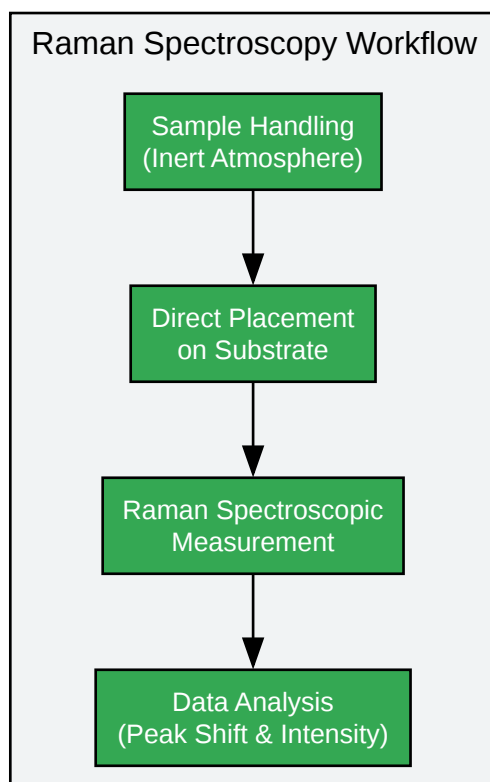 Raman Spectroscopy Workflow
Sample Handling
(Inert Atmosphere)
Direct Placement
on Substrate
Raman Spectroscopic
Measurement
Data Analysis
(Peak Shift & Intensity)